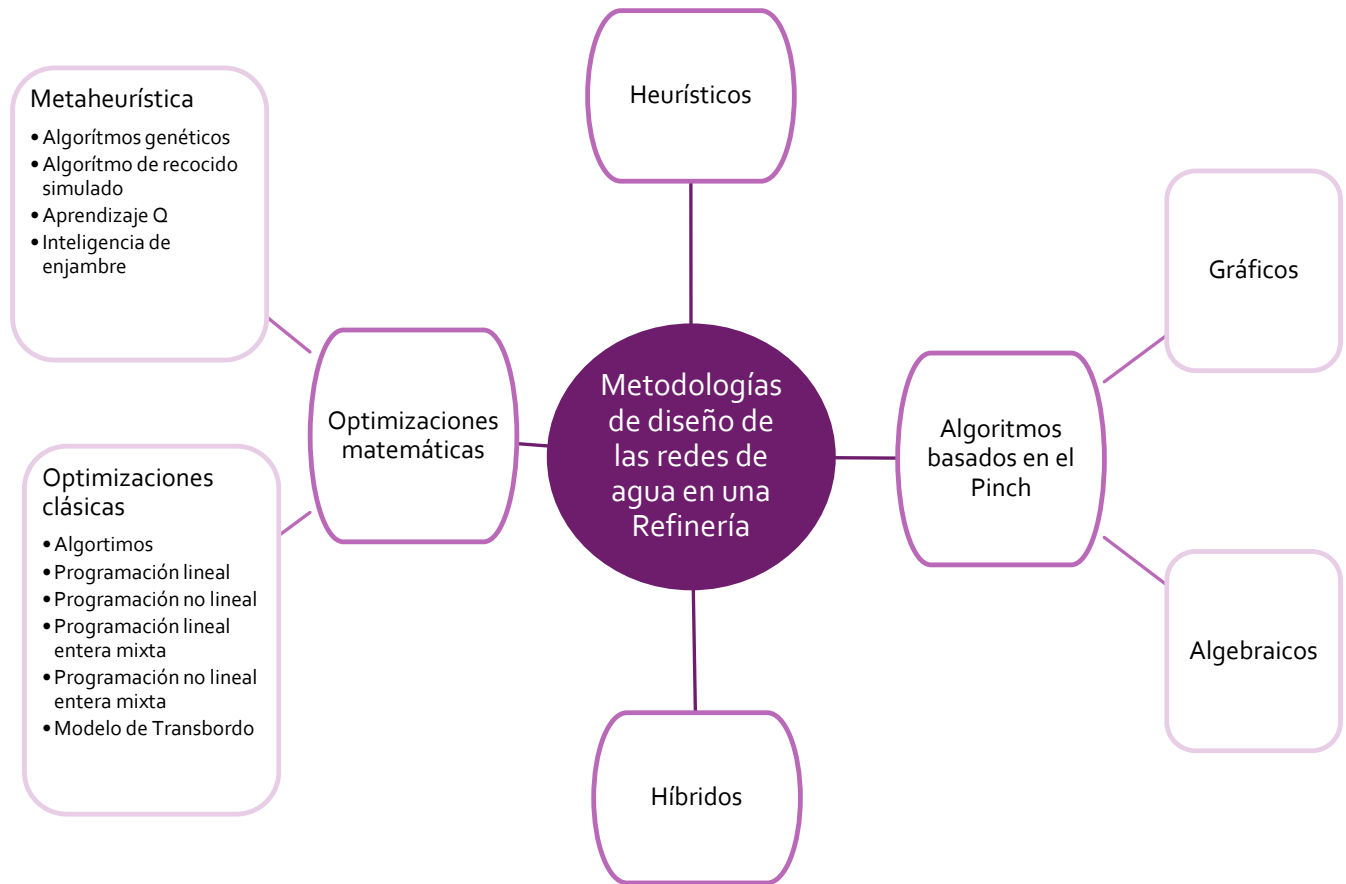 Heurísticos
Metaheurística
•Algorítmos genéticos
•Algorítmo de recocido
simulado
•Aprendizaje Q
•Inteligencia de
enjambre
Gráficos
Optimizaciones
matemáticas
Metodologías
de diseño de
las redes de
agua en una
Refinería
Algoritmos
basados en el
Pinch
Optimizaciones
clásicas
•Algortimos
•Programación lineal
•Programación no lineal
•Programación lineal
entera mixta
•Programación no lineal
entera mixta
•Modelo de Transbordo
Algebraicos
Híbridos